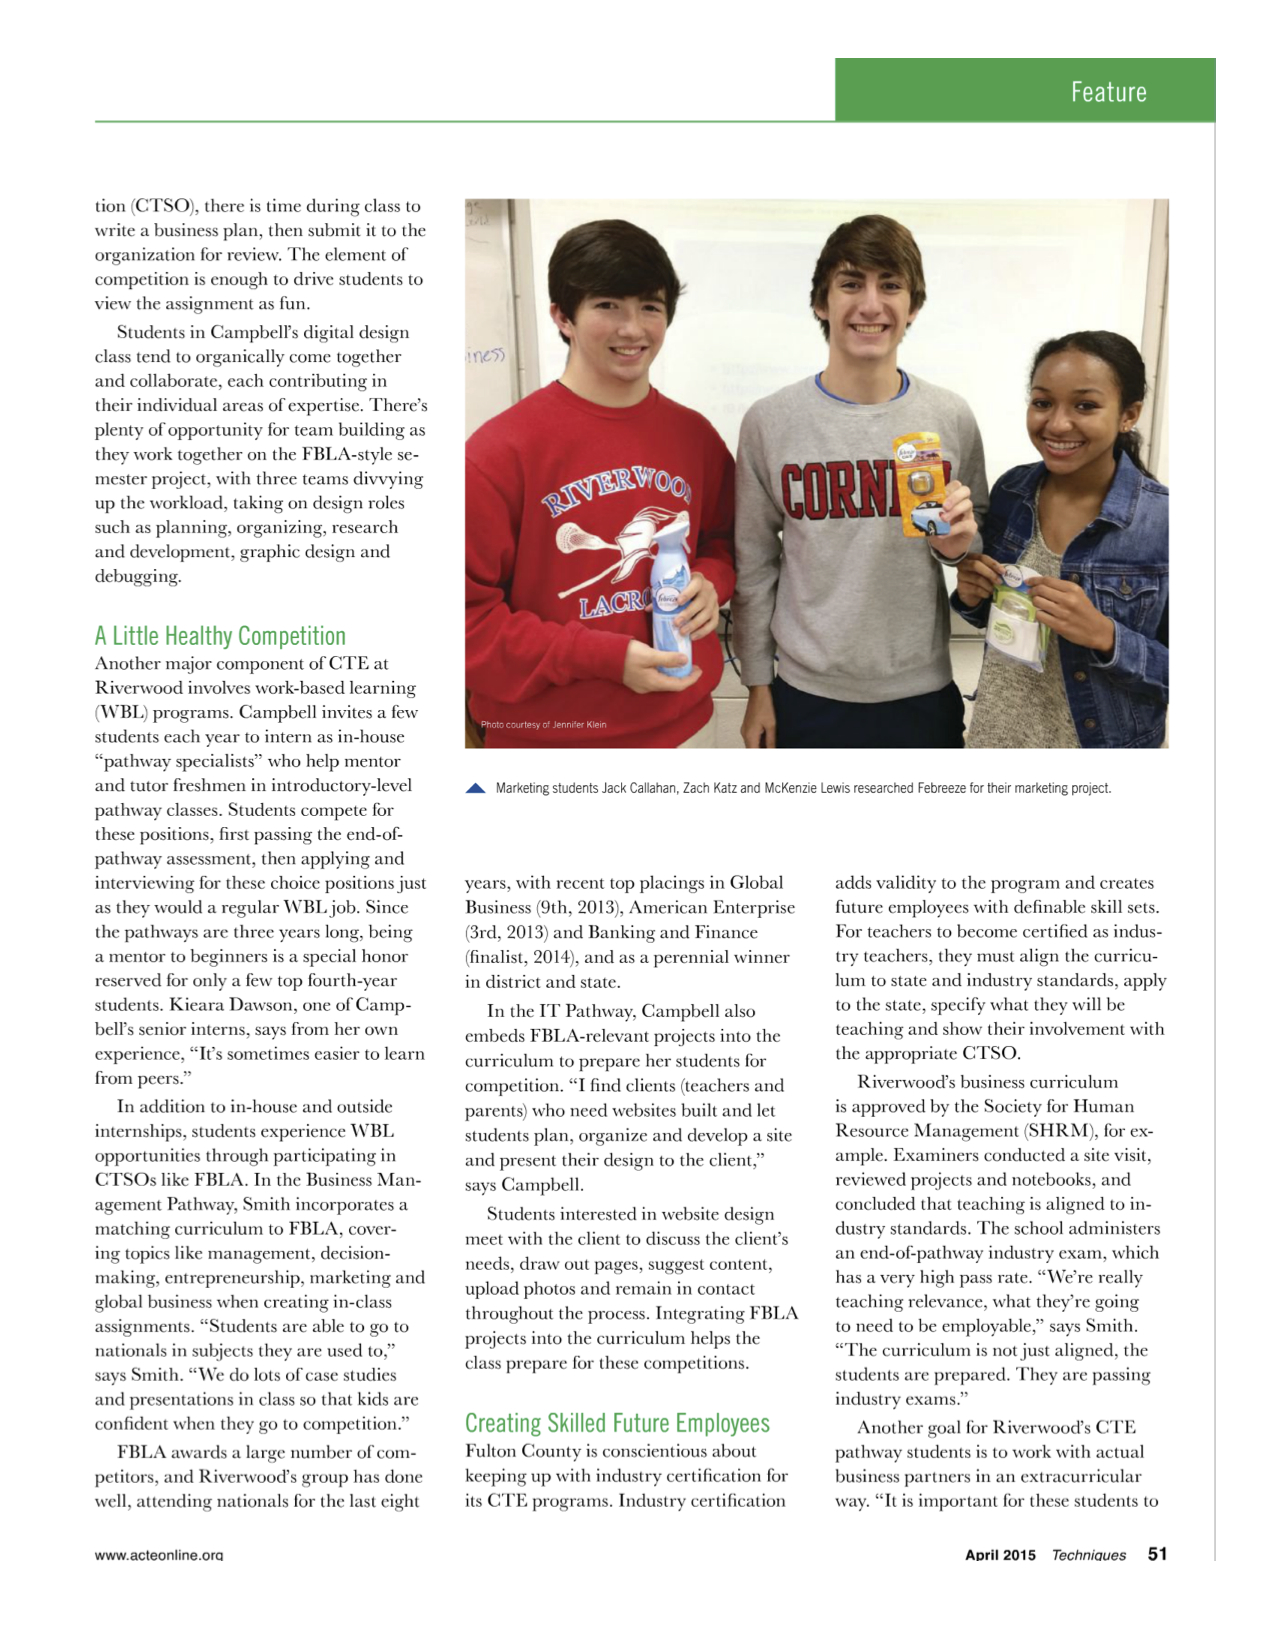 Feature
tion (CTSO), there is time during class to
write a business plan, then submit it to the
organization for review. The element of
competition is enough to drive students to
view the assignment as fun.
Students in Campbell’s digital design
class tend to organically come together
and collaborate, each contributing in
their individual areas of expertise. There’s
plenty of opportunity for team building as
they work together on the FBLA-style se-
mester project, with three teams divvying
up the workload, taking on design roles
such as planning, organizing, research
and development, graphic design and
debugging.
A Little Healthy Competition
Another major component of CTE at
Riverwood involves work-based learning
(WBL) programs. Campbell invites a few
students each year to intern as in-house
“pathway specialists” who help mentor
and tutor freshmen in introductory-level
pathway classes. Students compete for
these positions, first passing the end-of-
pathway assessment, then applying and
interviewing for these choice positions just
as they would a regular WBL job. Since
the pathways are three years long, being
a mentor to beginners is a special honor
reserved for only a few top fourth-year
students. Kieara Dawson, one of Camp-
bell’s senior interns, says from her own
experience, “It’s sometimes easier to learn
from peers.”
In addition to in-house and outside
internships, students experience WBL
opportunities through participating in
CTSOs like FBLA. In the Business Man-
agement Pathway, Smith incorporates a
matching curriculum to FBLA, cover-
ing topics like management, decision-
making, entrepreneurship, marketing and
global business when creating in-class
assignments. “Students are able to go to
nationals in subjects they are used to,”
says Smith. “We do lots of case studies
and presentations in class so that kids are
confident when they go to competition.”
FBLA awards a large number of com-
petitors, and Riverwood’s group has done
well, attending nationals for the last eight
iness
RIVERWOO
LACR
CORN
febreze
Photo courtesy of Jennifer Klein
Marketing students Jack Callahan, Zach Katz and McKenzie Lewis researched Febreeze for their marketing project.
years, with recent top placings in Global
Business (9th, 2013), American Enterprise
(3rd, 2013) and Banking and Finance
(finalist, 2014), and as a perennial winner
in district and state.
In the IT Pathway, Campbell also
embeds FBLA-relevant projects into the
curriculum to prepare her students for
competition. “I find clients (teachers and
parents) who need websites built and let
students plan, organize and develop a site
and present their design to the client,”
says Campbell.
Students interested in website design
meet with the client to discuss the client’s
needs, draw out pages, suggest content,
upload photos and remain in contact
throughout the process. Integrating FBLA
projects into the curriculum helps the
class prepare for these competitions.
Creating Skilled Future Employees
Fulton County is conscientious about
keeping up with industry certification for
its CTE programs. Industry certification
adds validity to the program and creates
future employees with definable skill sets.
For teachers to become certified as indus-
try teachers, they must align the curricu-
lum to state and industry standards, apply
to the state, specify what they will be
teaching and show their involvement with
the appropriate CTSO.
Riverwood’s business curriculum
is approved by the Society for Human
Resource Management (SHRM), for ex-
ample. Examiners conducted a site visit,
reviewed projects and notebooks, and
concluded that teaching is aligned to in-
dustry standards. The school administers
an end-of-pathway industry exam, which
has a very high pass rate. “We’re really
teaching relevance, what they’re going
to need to be employable,” says Smith.
“The curriculum is not just aligned, the
students are prepared. They are passing
industry exams.”
Another goal for Riverwood’s CTE
pathway students is to work with actual
business partners in an extracurricular
way. “It is important for these students to
www.acteonline.org
April 2015 Techniques 51